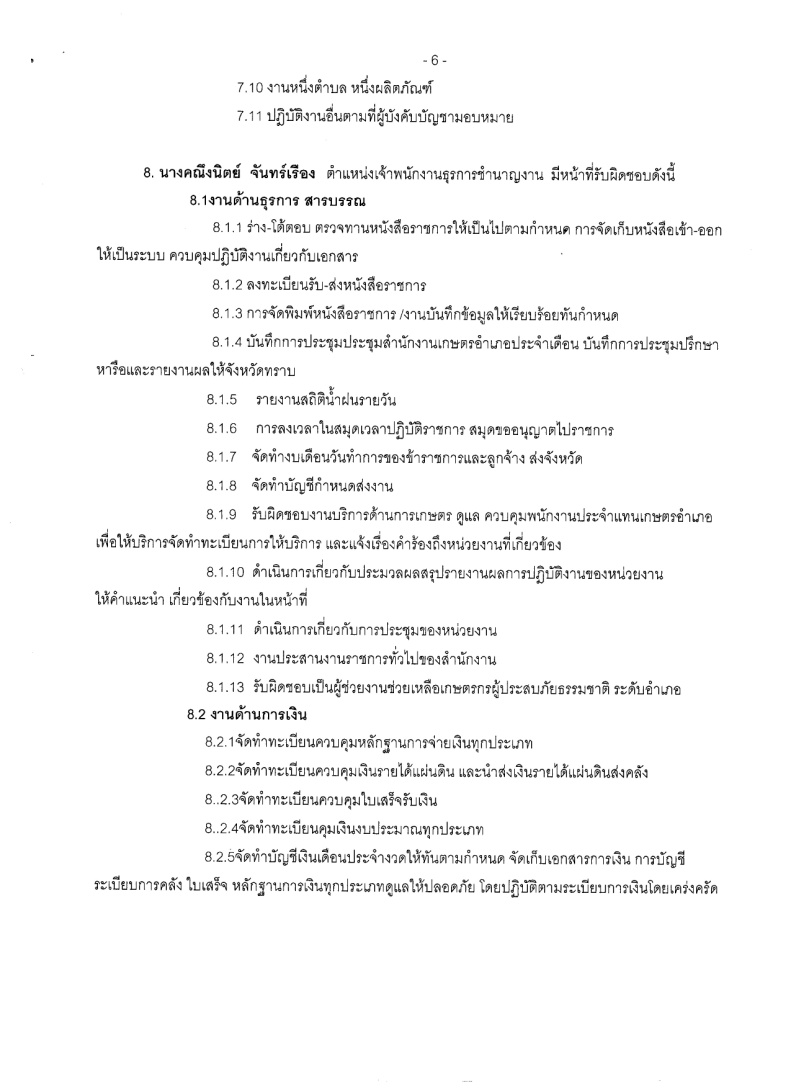 - 6 -
7.10 งานหนึ่งตำบล หนึ่งผลิตภัณฑ์
7.11 ปฏิบัติงานอื่นตามที่ผู้บังคับบัญชามอบหมาย
8. นางคณึงนิตย์ จันทร์เรือง ตำแหน่งเจ้าพนักงานธุรการชำนาญงาน มีหน้าที่รับผิดชอบดังนี้
8.1งานด้านธุรการ สารบรรณ
8.1.1 ร่าง-โต้ตอบ ตรวจทานหนังสือราชการให้เป็นไปตามกำหนด การจัดเก็บหนังสือเข้า-ออก
ให้เป็นระบบ ควบคุมปฏิบัติงานเกี่ยวกับเอกสาร
8.1.2 ลงทะเบียนรับ-ส่งหนังสือราชการ
8.1.3 การจัดพิมพ์หนังสือราชการ /งานบันทึกข้อมูลให้เรียบร้อยทันกำหนด
8.1.4 บันทึกการประชุมประชุมสำนักงานเกษตรอำเภอประจำเดือน บันทึกการประชุมปรึกษา
หารือและรายงานผลให้จังหวัดทราบ
8.1.5 รายงานสถิติน้ำฝนรายวัน
8.1.6 การลงเวลาในสมุดเวลาปฏิบัติราชการ สมุดขออนุญาตไปราชการ
8.1.7 จัดทำงบเดือนวันทำการของข้าราชการและลูกจ้าง ส่งจังหวัด
8.1.8 จัดทำบัญชีกำหนดส่งงาน
8.1.9 รับผิดชอบงานบริการด้านการเกษตร ดูแล ควบคุมพนักงานประจำแทนเกษตรอำเภอ
เพื่อให้บริการจัดทำทะเบียนการให้บริการ และแจ้งเรื่องคำร้องถึงหน่วยงานที่เกี่ยวข้อง
8.1.10 ดำเนินการเกี่ยวกับประมวลผลสรุปรายงานผลการปฏิบัติงานของหน่วยงาน
ให้คำแนะนำ เกี่ยวข้องกับงานในหน้าที่
8.1.11 ดำเนินการเกี่ยวกับการประชุมของหน่วยงาน
8.1.12 งานประสานงานราชการทั่วไปของสำนักงาน
8.1.13 รับผิดชอบเป็นผู้ช่วยงานช่วยเหลือเกษตรกรผู้ประสบภัยธรรมชาติ ระดับอำเภอ
8.2 งานด้านการเงิน
8.2.1จัดทำทะเบียนควบคุมหลักฐานการจ่ายเงินทุกประเภท
8.2.2จัดทำทะเบียนควบคุมเงินรายได้แผ่นดิน และนำส่งเงินรายได้แผ่นดินส่งคลัง
8..2.3จัดทำทะเบียนควบคุมใบเสร็จรับเงิน
8..2.4จัดทำทะเบียนคุมเงินงบประมาณทุกประเภท
8.2.5จัดทำบัญชีเงินเดือนประจำงวดให้ทันตามกำหนด จัดเก็บเอกสารการเงิน การบัญชี
ระเบียบการคลัง ใบเสร็จ หลักฐานการเงินทุกประเภทดูแลให้ปลอดภัย โดยปฏิบัติตามระเบียบการเงินโดยเคร่งครัด